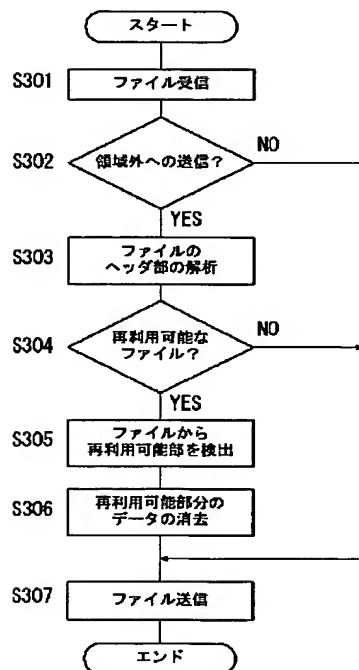 スタート
S301
ファイル受信
S302
領域外への送信?
NO
YES
S303
ファイルの
ヘッダ部の解析
S304
再利用可能な
ファイル?
NO
YES
S305
ファイルから
再利用可能部を検出
S306
再利用可能部分の
データの消去
S307
ファイル送信
エンド